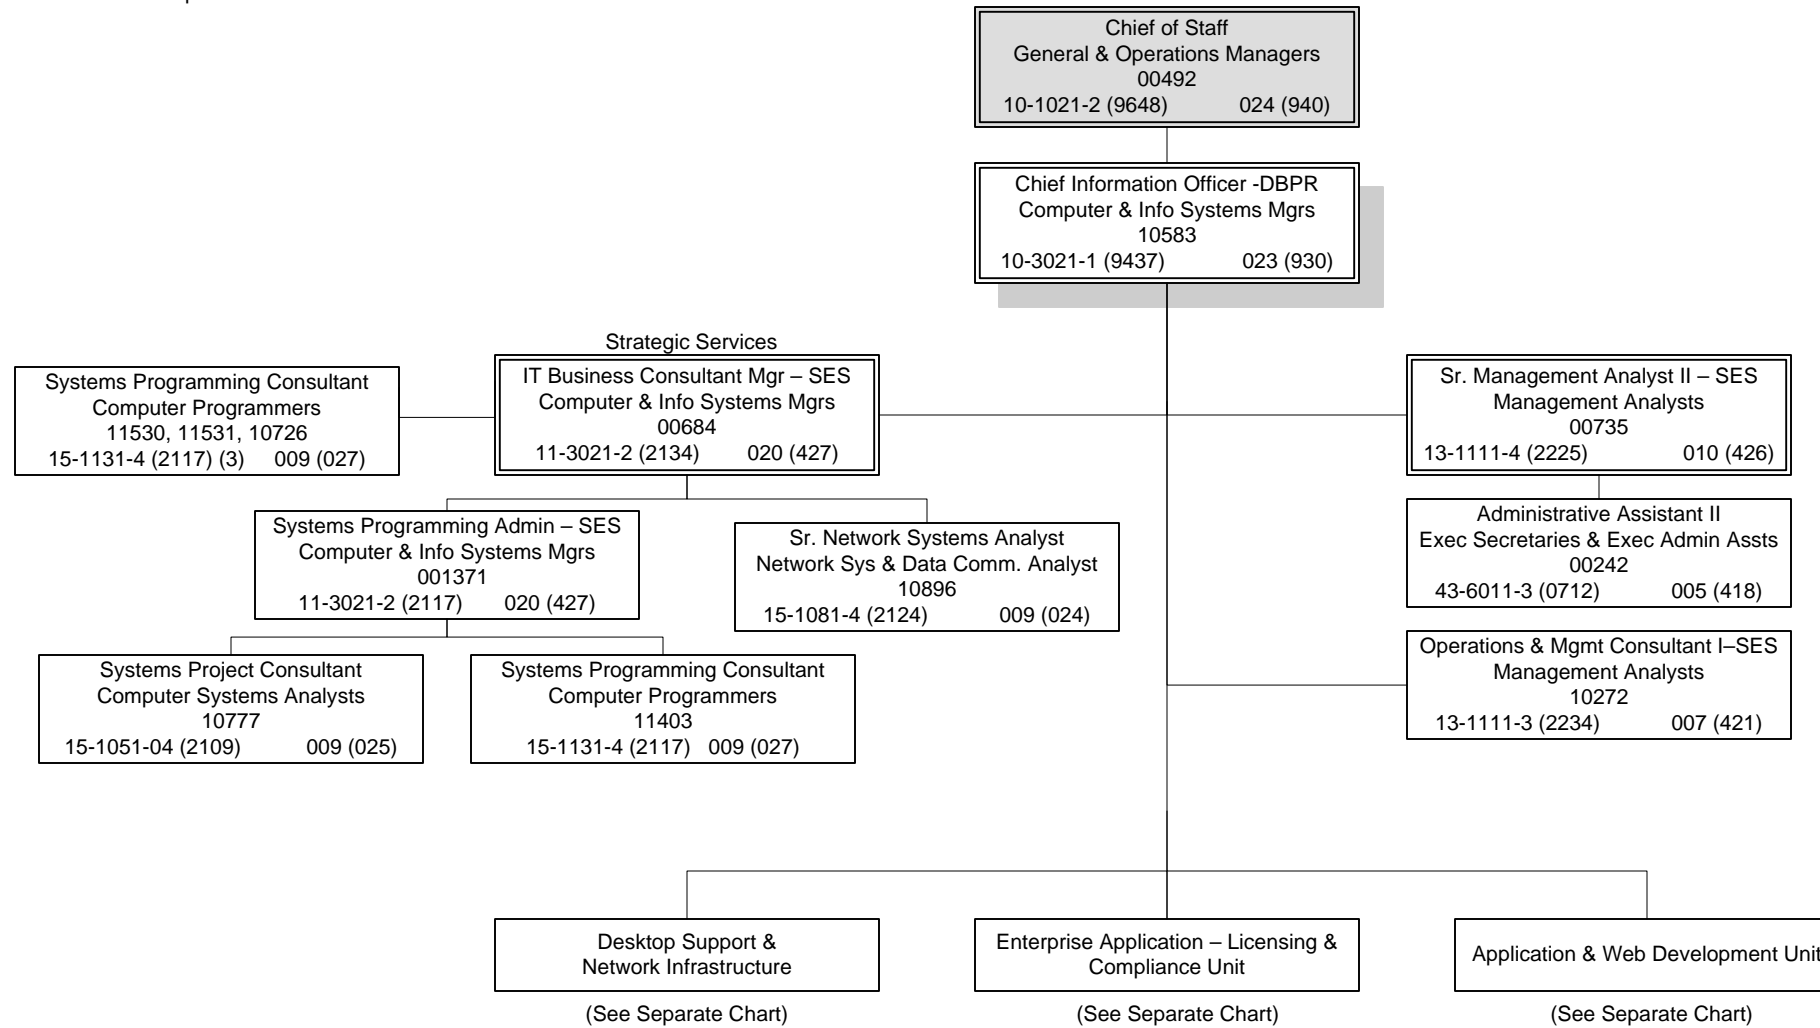 Chief of Staff
General & Operations Managers
00492
10-1021-2 (9648) 024 (940)
Chief Information Officer -DBPR
Computer & Info Systems Mgrs
10583
10-3021-1 (9437) 023 (930)
Strategic Services
Systems Programming Consultant
Computer Programmers
11530, 11531, 10726
15-1131-4 (2117) (3) 009 (027)
IT Business Consultant Mgr – SES
Computer & Info Systems Mgrs
00684
11-3021-2 (2134) 020 (427)
Sr. Management Analyst II – SES
Management Analysts
00735
13-1111-4 (2225) 010 (426)
Systems Programming Admin – SES
Computer & Info Systems Mgrs
001371
11-3021-2 (2117) 020 (427)
Sr. Network Systems Analyst
Network Sys & Data Comm. Analyst
10896
15-1081-4 (2124) 009 (024)
Administrative Assistant II
Exec Secretaries & Exec Admin Assts
00242
43-6011-3 (0712) 005 (418)
Systems Project Consultant
Computer Systems Analysts
10777
15-1051-04 (2109) 009 (025)
Systems Programming Consultant
Computer Programmers
11403
15-1131-4 (2117) 009 (027)
Operations & Mgmt Consultant I–SES
Management Analysts
10272
13-1111-3 (2234) 007 (421)
Desktop Support &
Network Infrastructure
(See Separate Chart)
Enterprise Application – Licensing &
Compliance Unit
(See Separate Chart)
Application & Web Development Unit
(See Separate Chart)